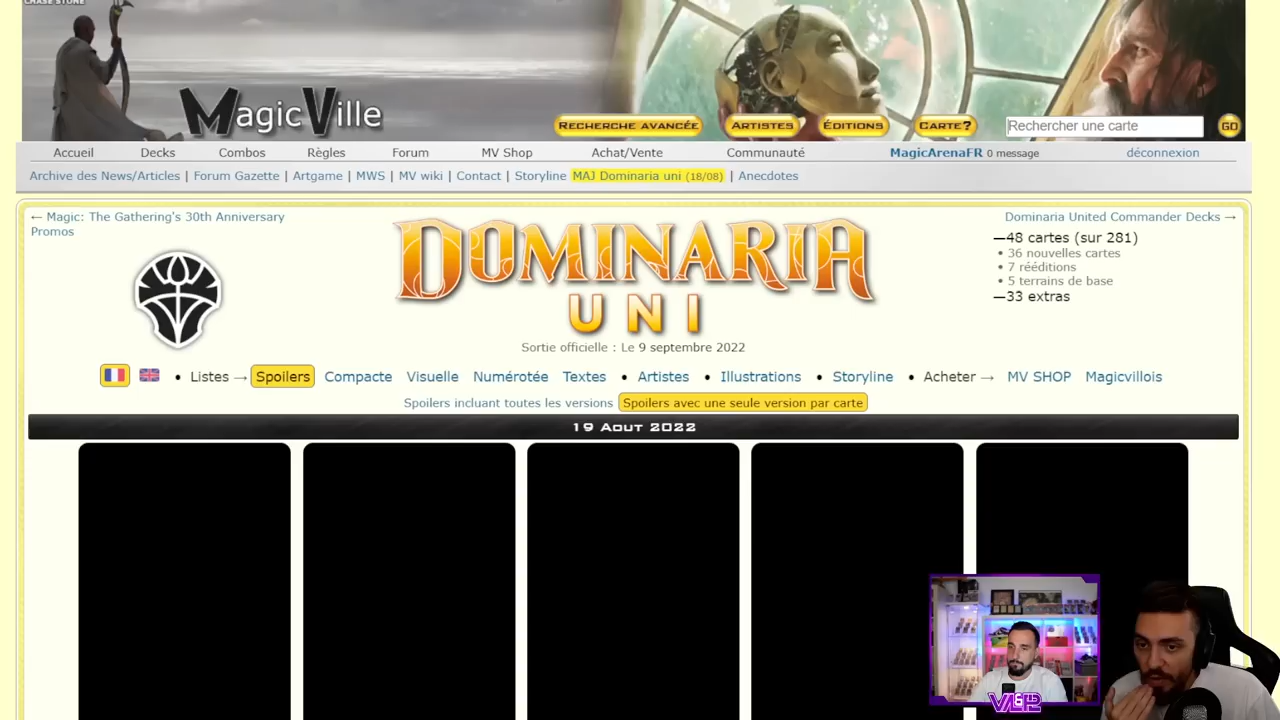 CHASE STONE
MagicVille
RECHERCHE AVANCÉE
ARTISTES
ÉDITIONS
CARTE?
Rechercher une carte
GO
Accueil Decks Combos Règles Forum MV Shop Achat/Vente Communauté MagicArenaFR 0 message déconnexion
Archive des News/Articles | Forum Gazette | Artgame | MWS | MV wiki | Contact | Storyline MAJ Dominaria uni (18/08) | Anecdotes
← Magic: The Gathering's 30th Anniversary
Promos
DOMINARIA
UNI
Sortie officielle : Le 9 septembre 2022
Dominaria United Commander Decks →
—48 cartes (sur 281)
• 36 nouvelles cartes
• 7 rééditions
• 5 terrains de base
—33 extras
• Listes → Spoilers Compacte Visuelle Numérotée Textes • Artistes • Illustrations • Storyline • Acheter → MV SHOP Magicvillois
Spoilers incluant toutes les versions Spoilers avec une seule version par carte
19 AOUT 2022